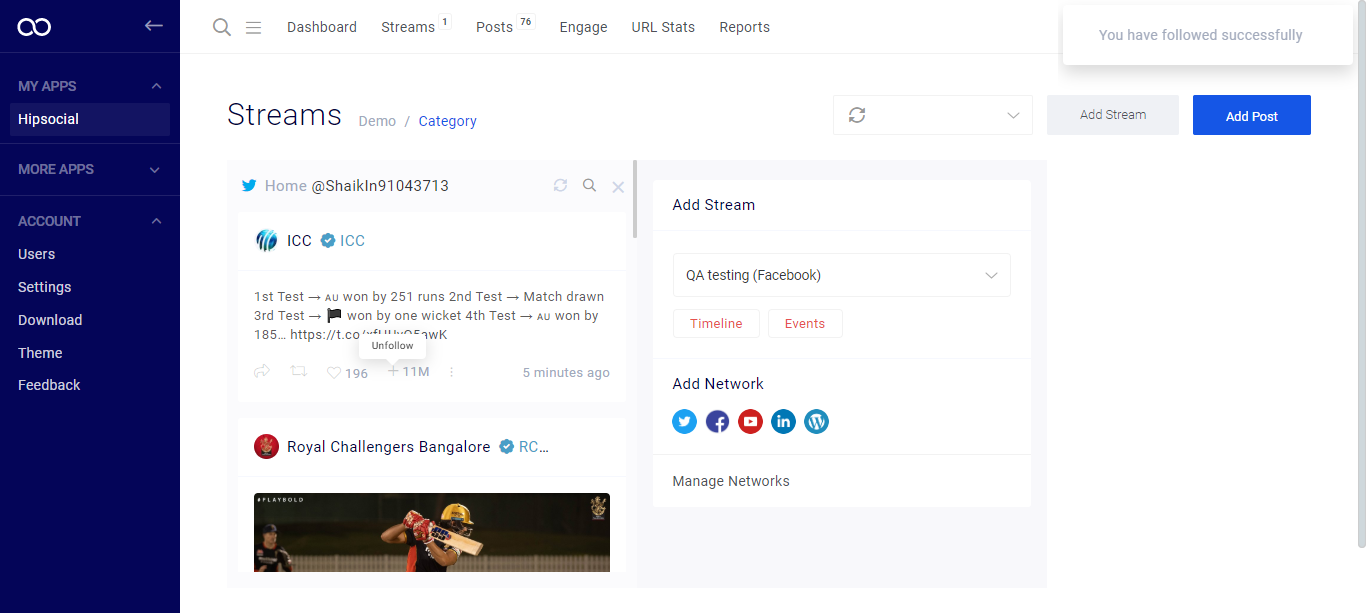 Dashboard Streams 1 Posts 76 Engage URL Stats Reports
You have followed successfully
MY APPS
Hipsocial
MORE APPS
ACCOUNT
Users
Settings
Download
Theme
Feedback
Streams Demo / Category
Add Stream
Add Post
Home @ShaikIn91043713
ICC ICC
1st Test → AU won by 251 runs 2nd Test → Match drawn
3rd Test → 🏴 won by one wicket 4th Test → AU won by
185… https://t.co/
Unfollow
196 11M 5 minutes ago
Royal Challengers Bangalore RC…
#PLAYBOLD
Add Stream
QA testing (Facebook)
Timeline Events
Add Network
Manage Networks